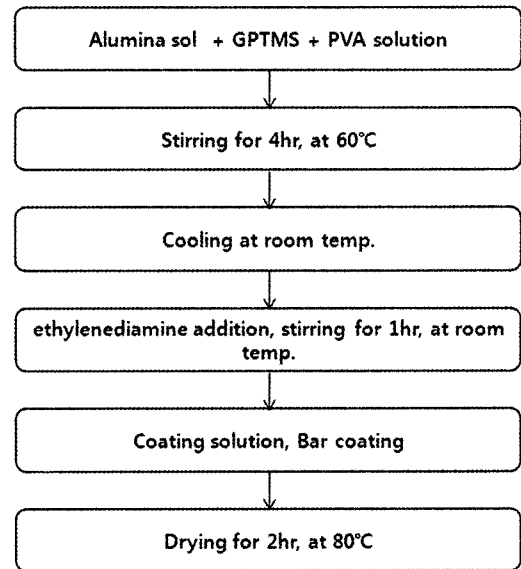 Alumina sol + GPTMS + PVA solution
Stirring for 4hr, at 60℃
Cooling at room temp.
ethylenediamine addition, stirring for 1hr, at room
temp.
Coating solution, Bar coating
Drying for 2hr, at 80℃